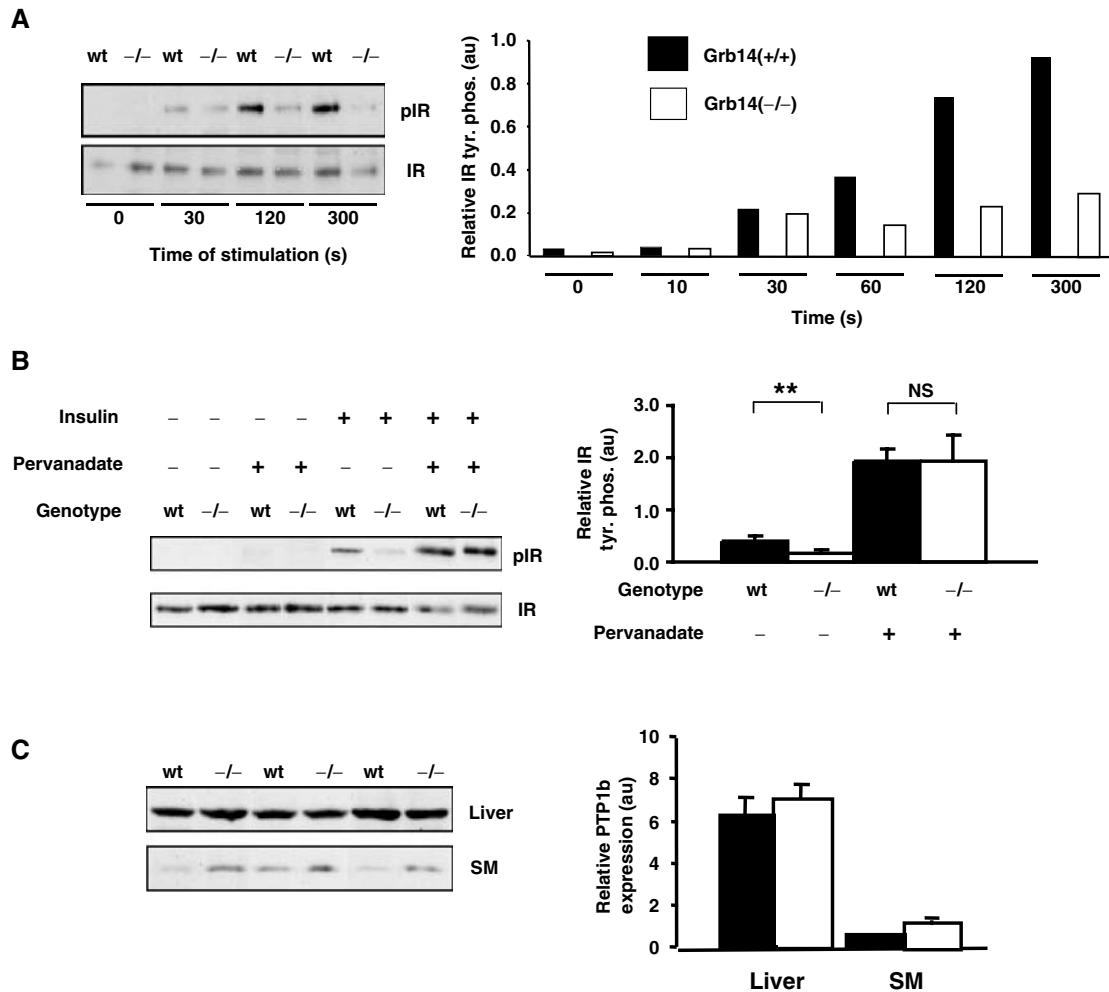 A
wt –/– wt –/– wt –/– wt –/–
pIR
IR
0 30 120 300
Time of stimulation (s)
Relative IR tyr. phos. (au)
1.0
0.8
0.6
0.4
0.2
0.0
Grb14(+/+)
Grb14(–/–)
0 10 30 60 120 300
Time (s)
B
Insulin – – – – + + + +
Pervanadate – – + + – – + +
Genotype wt –/– wt –/– wt –/– wt –/–
pIR
IR
Relative IR
tyr. phos. (au)
3.0
2.0
1.0
0.0
** NS
Genotype wt –/– wt –/–
Pervanadate – – + +
C
wt –/– wt –/– wt –/–
Liver
SM
Relative PTP1b
expression (au)
10
8
6
4
2
0
Liver SM